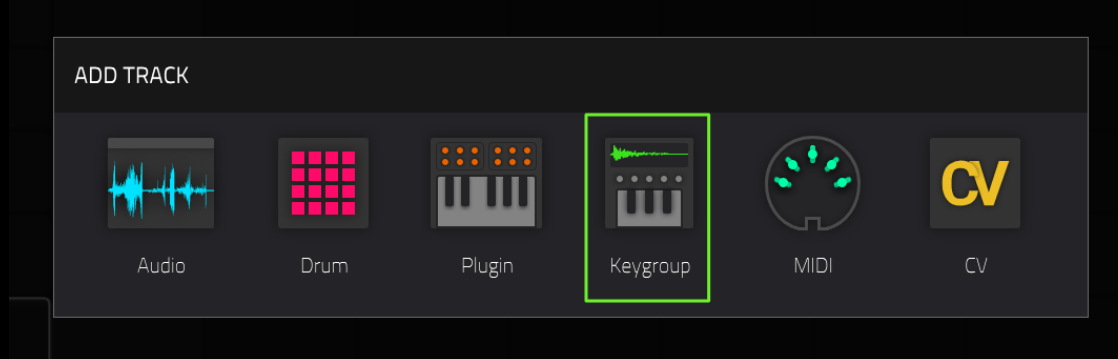 ADD TRACK
CV
Audio
Drum
Plugin
Keygroup
MIDI
CV